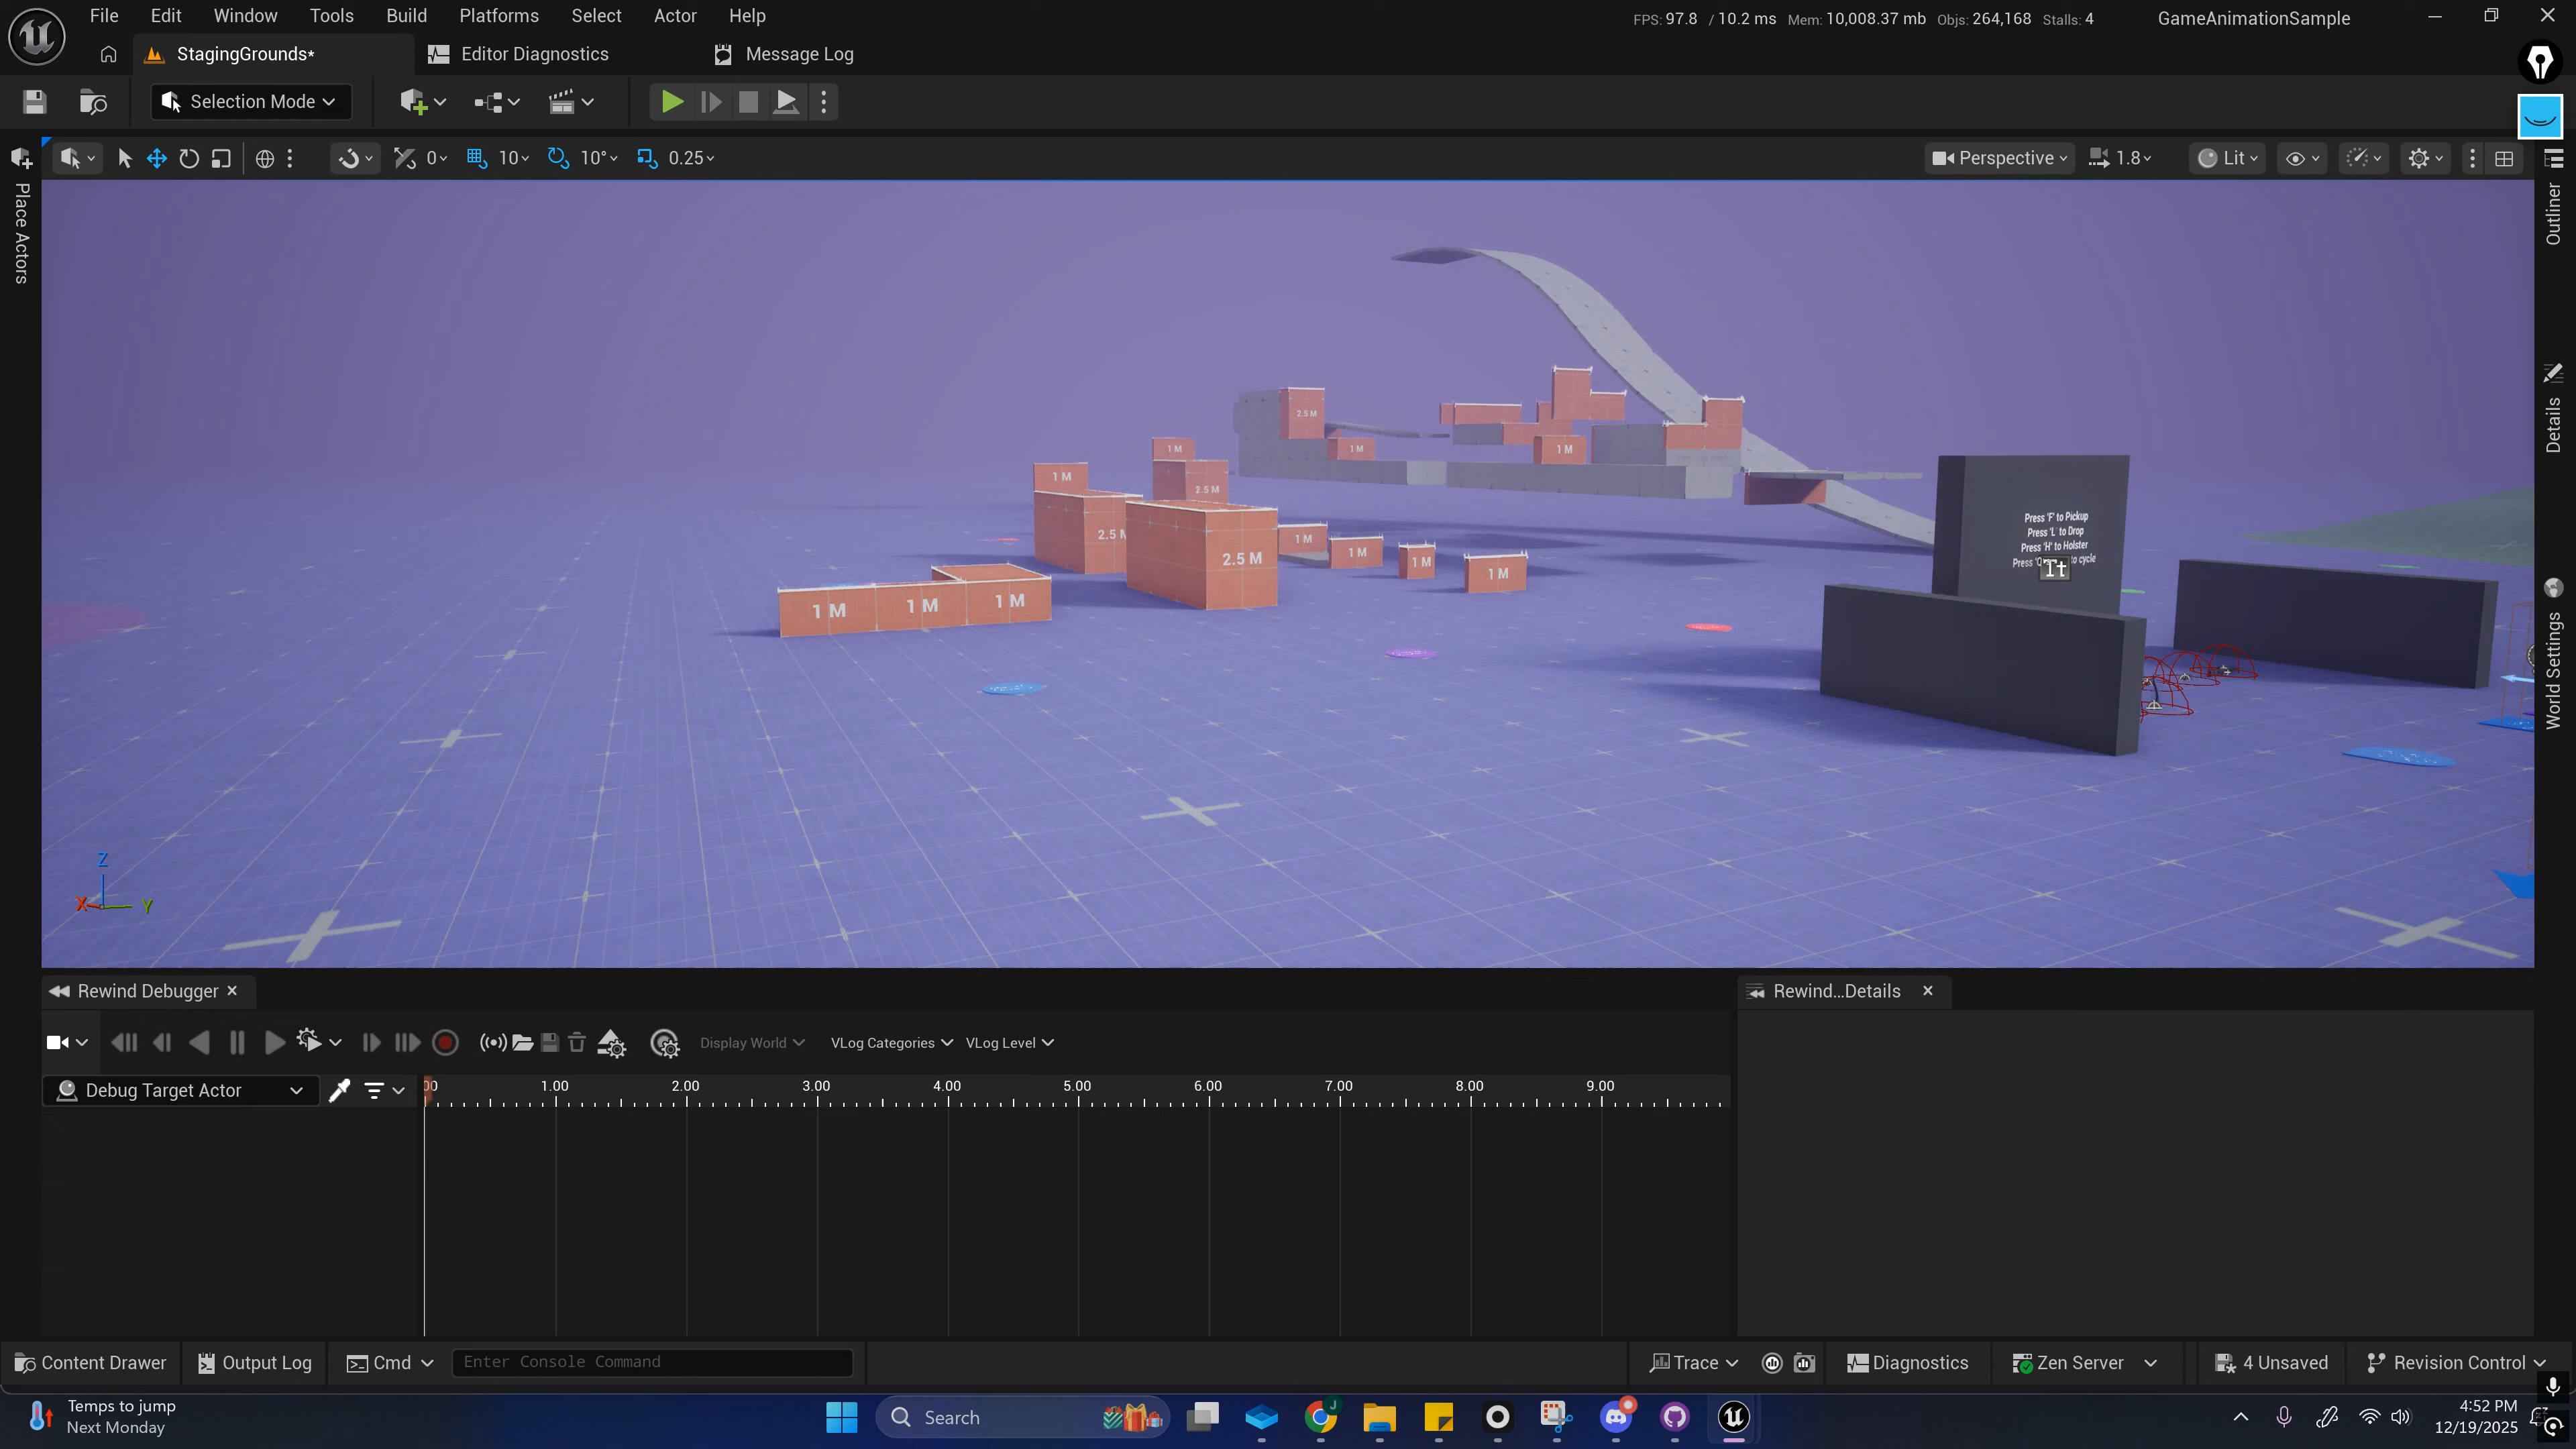 File Edit Window Tools Build Platforms Select Actor Help
FPS: 97.8 / 10.2 ms Mem: 10,008.37 mb Objs: 264,168 Stalls: 4 GameAnimationSample
StagingGrounds* Editor Diagnostics Message Log
Selection Mode
0 10 10° 0.25 Perspective 1.8 Lit
Place Actors
Outliner
Details
World Settings
2.5 M
1 M 1 M 1 M
1 M 2.5 M
2.5 M 1 M 1 M 1 M 1 M
2.5 M
1 M 1 M 1 M
Press 'F' to Pickup
Press 'L' to Drop
Press 'H' to Holster
Press to cycle
Tt
Z
X Y
Rewind Debugger Rewind...Details
Display World VLog Categories VLog Level
Debug Target Actor 00 1.00 2.00 3.00 4.00 5.00 6.00 7.00 8.00 9.00
Content Drawer Output Log Cmd Enter Console Command Trace Diagnostics Zen Server 4 Unsaved Revision Control
Temps to jump
Next Monday
Search
J
4:52 PM
12/19/2025